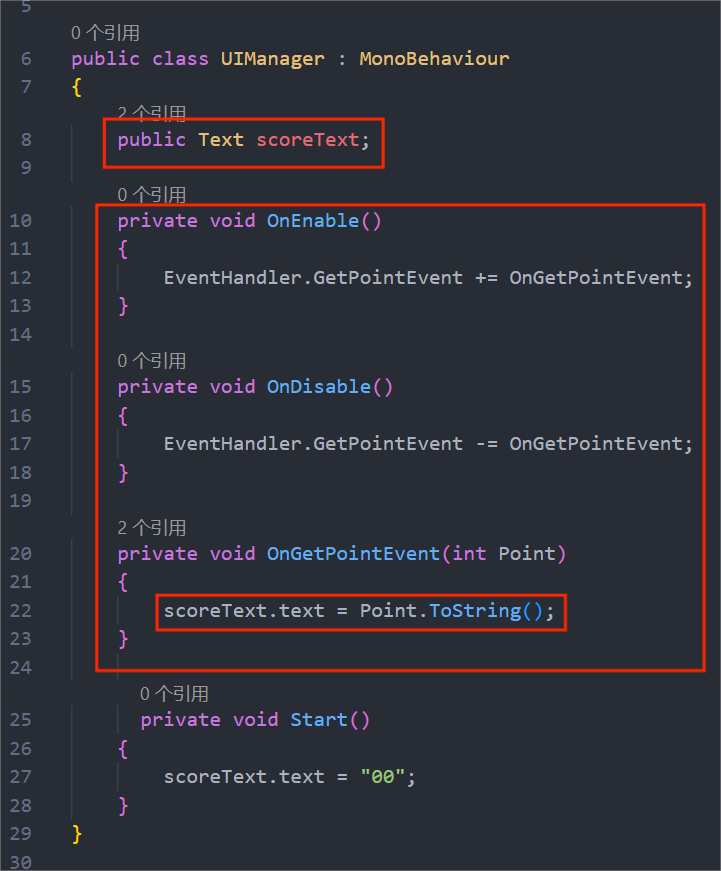 5
0 个引用
6 public class UIManager : MonoBehaviour
7 {
2 个引用
8 public Text scoreText;
9
0 个引用
10 private void OnEnable()
11 {
12 EventHandler.GetPointEvent += OnGetPointEvent;
13 }
14
0 个引用
15 private void OnDisable()
16 {
17 EventHandler.GetPointEvent -= OnGetPointEvent;
18 }
19
2 个引用
20 private void OnGetPointEvent(int Point)
21 {
22 scoreText.text = Point.ToString();
23 }
24
0 个引用
25 private void Start()
26 {
27 scoreText.text = "00";
28 }
29 }
30